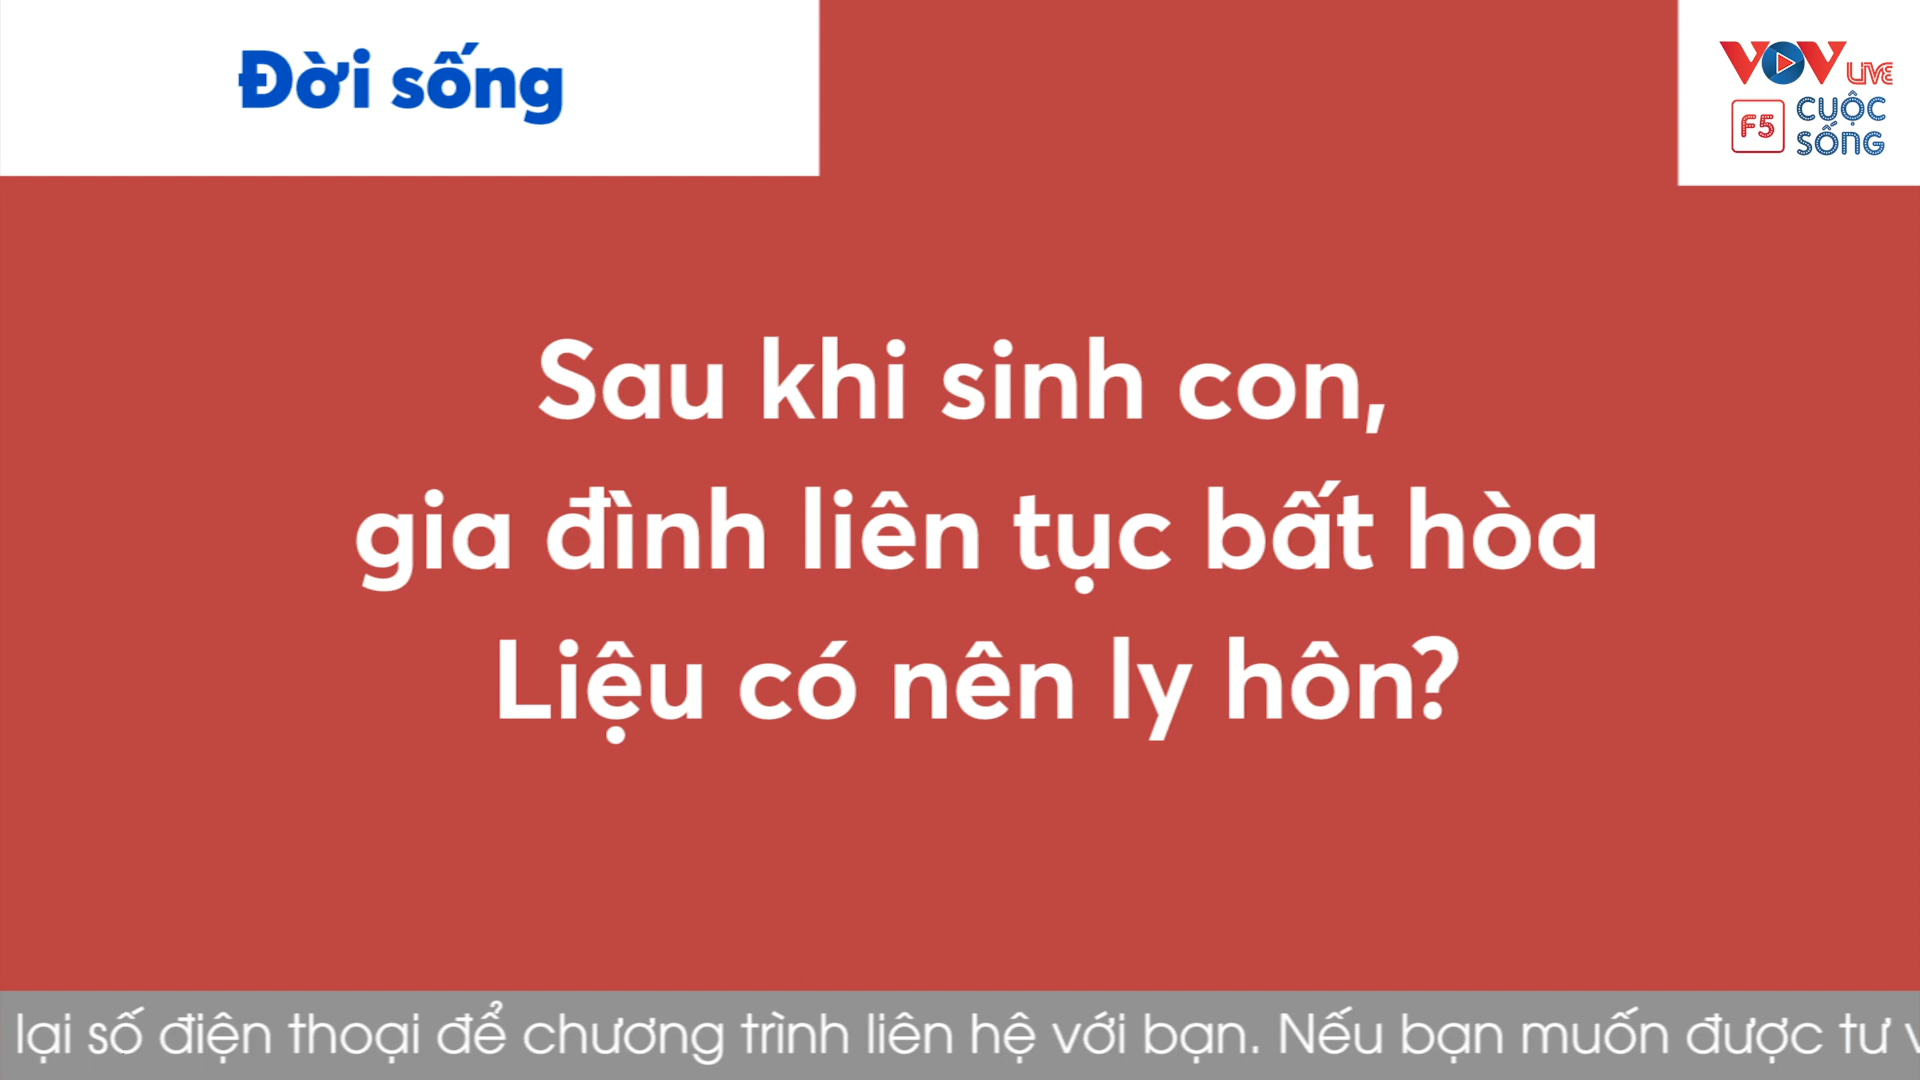 Đời sống
VOV LIVE
F5 CUỘC SỐNG
Sau khi sinh con,
gia đình liên tục bất hòa
Liệu có nên ly hôn?
lại số điện thoại để chương trình liên hệ với bạn. Nếu bạn muốn được tư